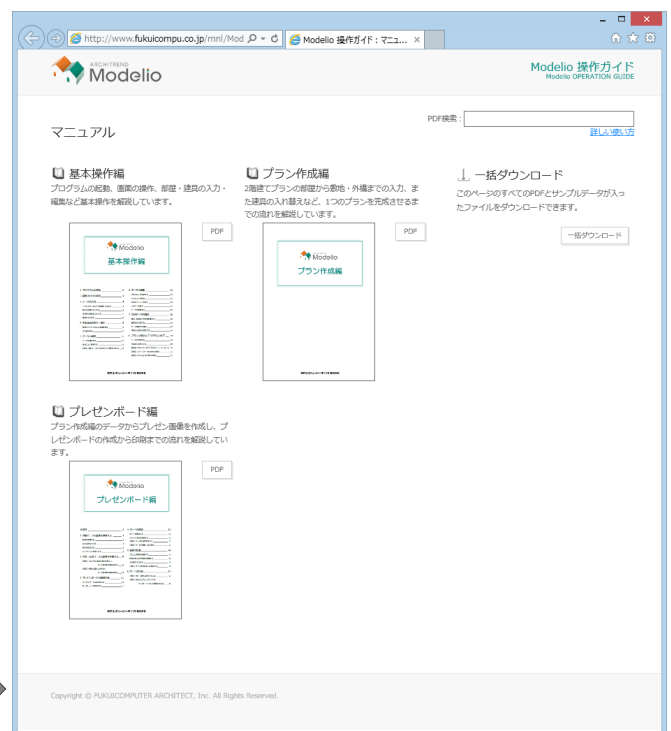 http://www.fukuicompu.co.jp/mnl/Mod
Modelio 操作ガイド : マニュ...
ARCHITREND
Modelio
Modelio 操作ガイド
Modelio OPERATION GUIDE
PDF検索 :
詳しい使い方
マニュアル
基本操作編
プログラムの起動、画面の操作、部屋・建具の入力・
編集など基本操作を解説しています。
PDF
Modelio
基本操作編
プラン作成編
2階建てプランの部屋から敷地・外構までの入力、ま
た建具の入れ替えなど、1つのプランを完成させるま
での流れを解説しています。
PDF
Modelio
プラン作成編
一括ダウンロード
このページのすべてのPDFとサンプルデータが入っ
たファイルをダウンロードできます。
一括ダウンロード
プレゼンボード編
プラン作成編のデータからプレゼン画像を作成し、プ
レゼンボードの作成から印刷までの流れを解説してい
ます。
PDF
Modelio
プレゼンボード編
Copyright © FUKUICOMPUTER ARCHITECT, Inc. All Rights Reserved.